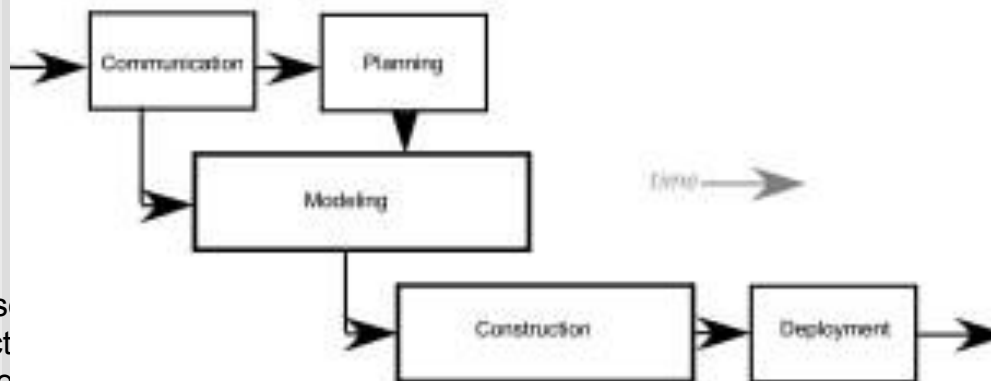 Communication
Planning
Modeling
time
Construction
Deployment